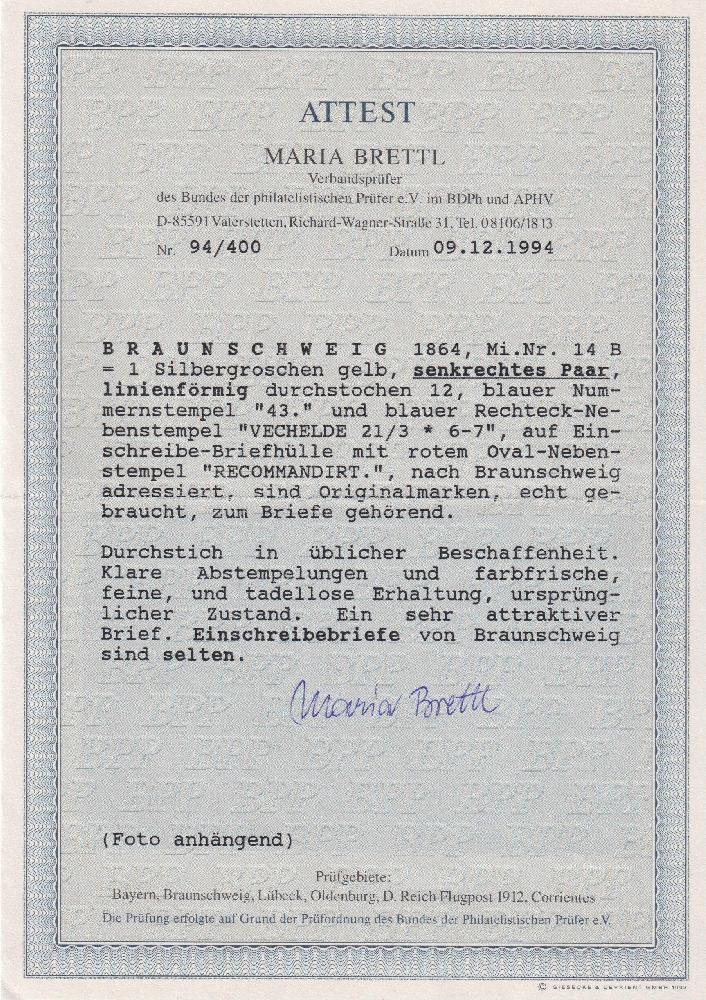 ATTEST
MARIA BRETTL
Verbandsprüfer
des Bundes der philatelistischen Prüfer e.V. im BDPh und APHV
D-85591 Vaterstetten, Richard-Wagner-Straße 31, Tel. 08106/1813
Nr. 94/400 Datum 09.12.1994
B R A U N S C H W E I G 1864, Mi.Nr. 14 B
= 1 Silbergroschen gelb, senkrechtes Paar,
linienförmig durchstochen 12, blauer Num-
mernstempel "43." und blauer Rechteck-Ne-
benstempel "VECHELDE 21/3 * 6-7", auf Ein-
schreibe-Briefhülle mit rotem Oval-Neben-
stempel "RECOMMANDIRT.", nach Braunschweig
adressiert, sind Originalmarken, echt ge-
braucht, zum Briefe gehörend.
Durchstich in üblicher Beschaffenheit.
Klare Abstempelungen und farbfrische,
feine, und tadellose Erhaltung, ursprüng-
licher Zustand. Ein sehr attraktiver
Brief. Einschreibebriefe von Braunschweig
sind selten.
Maria Brettl
(Foto anhängend)
Prüfgebiete:
Bayern, Braunschweig, Lübeck, Oldenburg, D. Reich Flugpost 1912, Corrientes
Die Prüfung erfolgte auf Grund der Prüfordnung des Bundes der Philatelistischen Prüfer e.V.
© GIESECKE & DEVRIENT GMBH